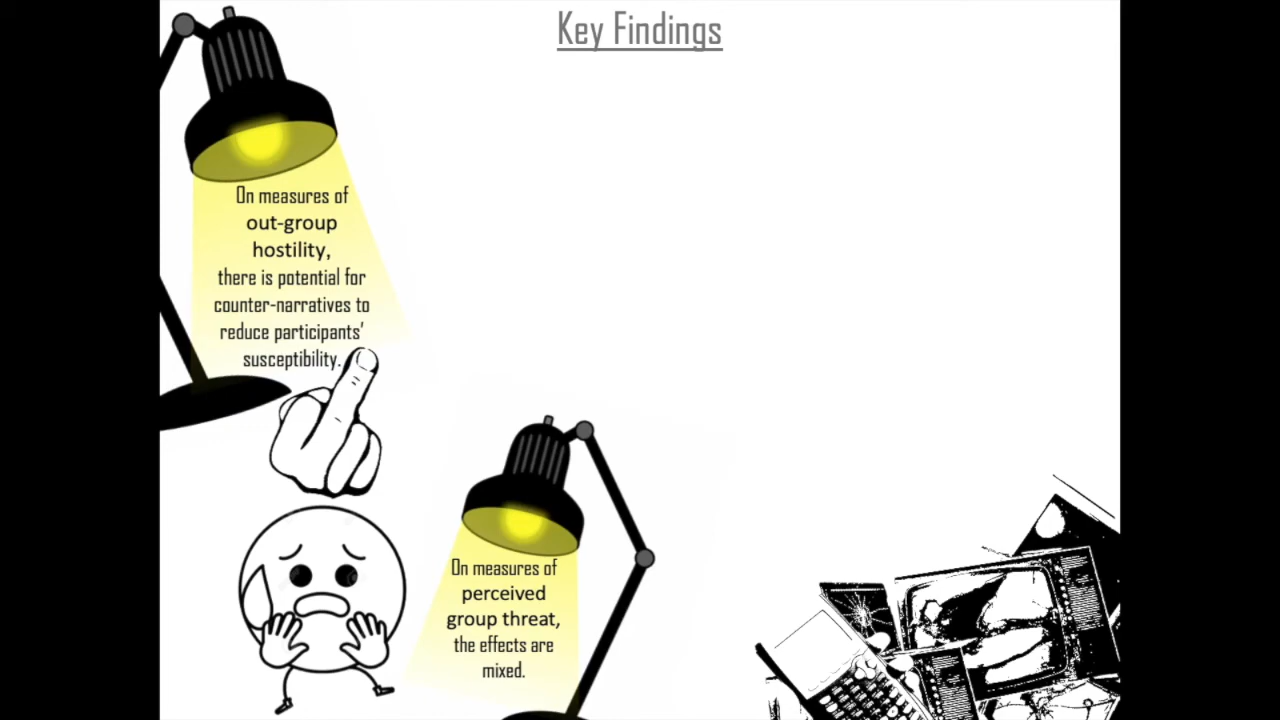 Key Findings
On measures of
out-group
hostility,
there is potential for
counter-narratives to
reduce participants'
susceptibility.
On measures of
perceived
group threat,
the effects are
mixed.